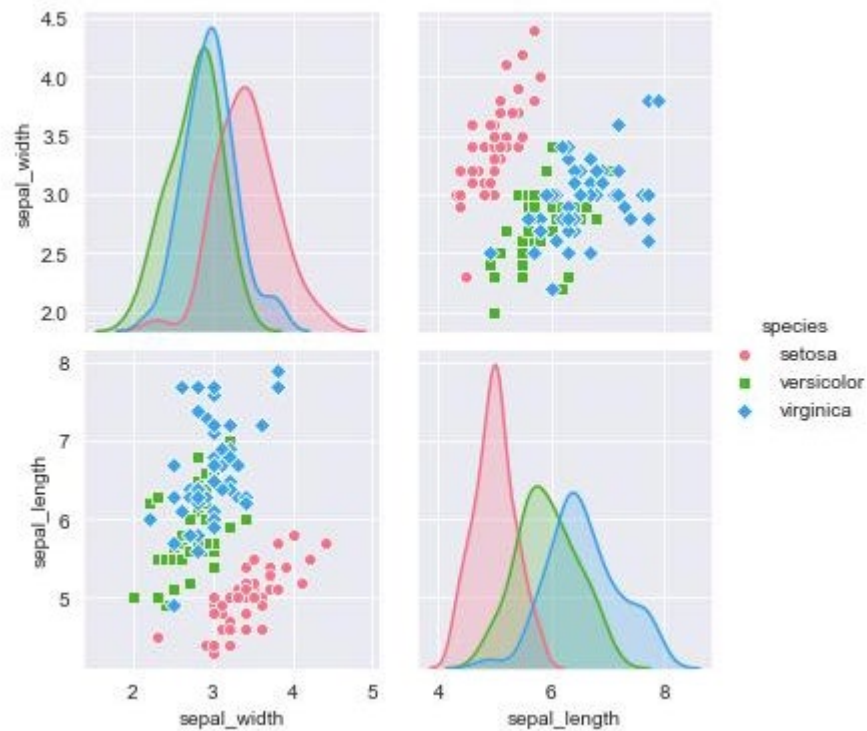 4.5
4.0
3.5
3.0
2.5
2.0
sepal_width
species
setosa
versicolor
virginica
8
7
6
5
sepal_length
2 3 4 5
sepal_width
4 6 8
sepal_length